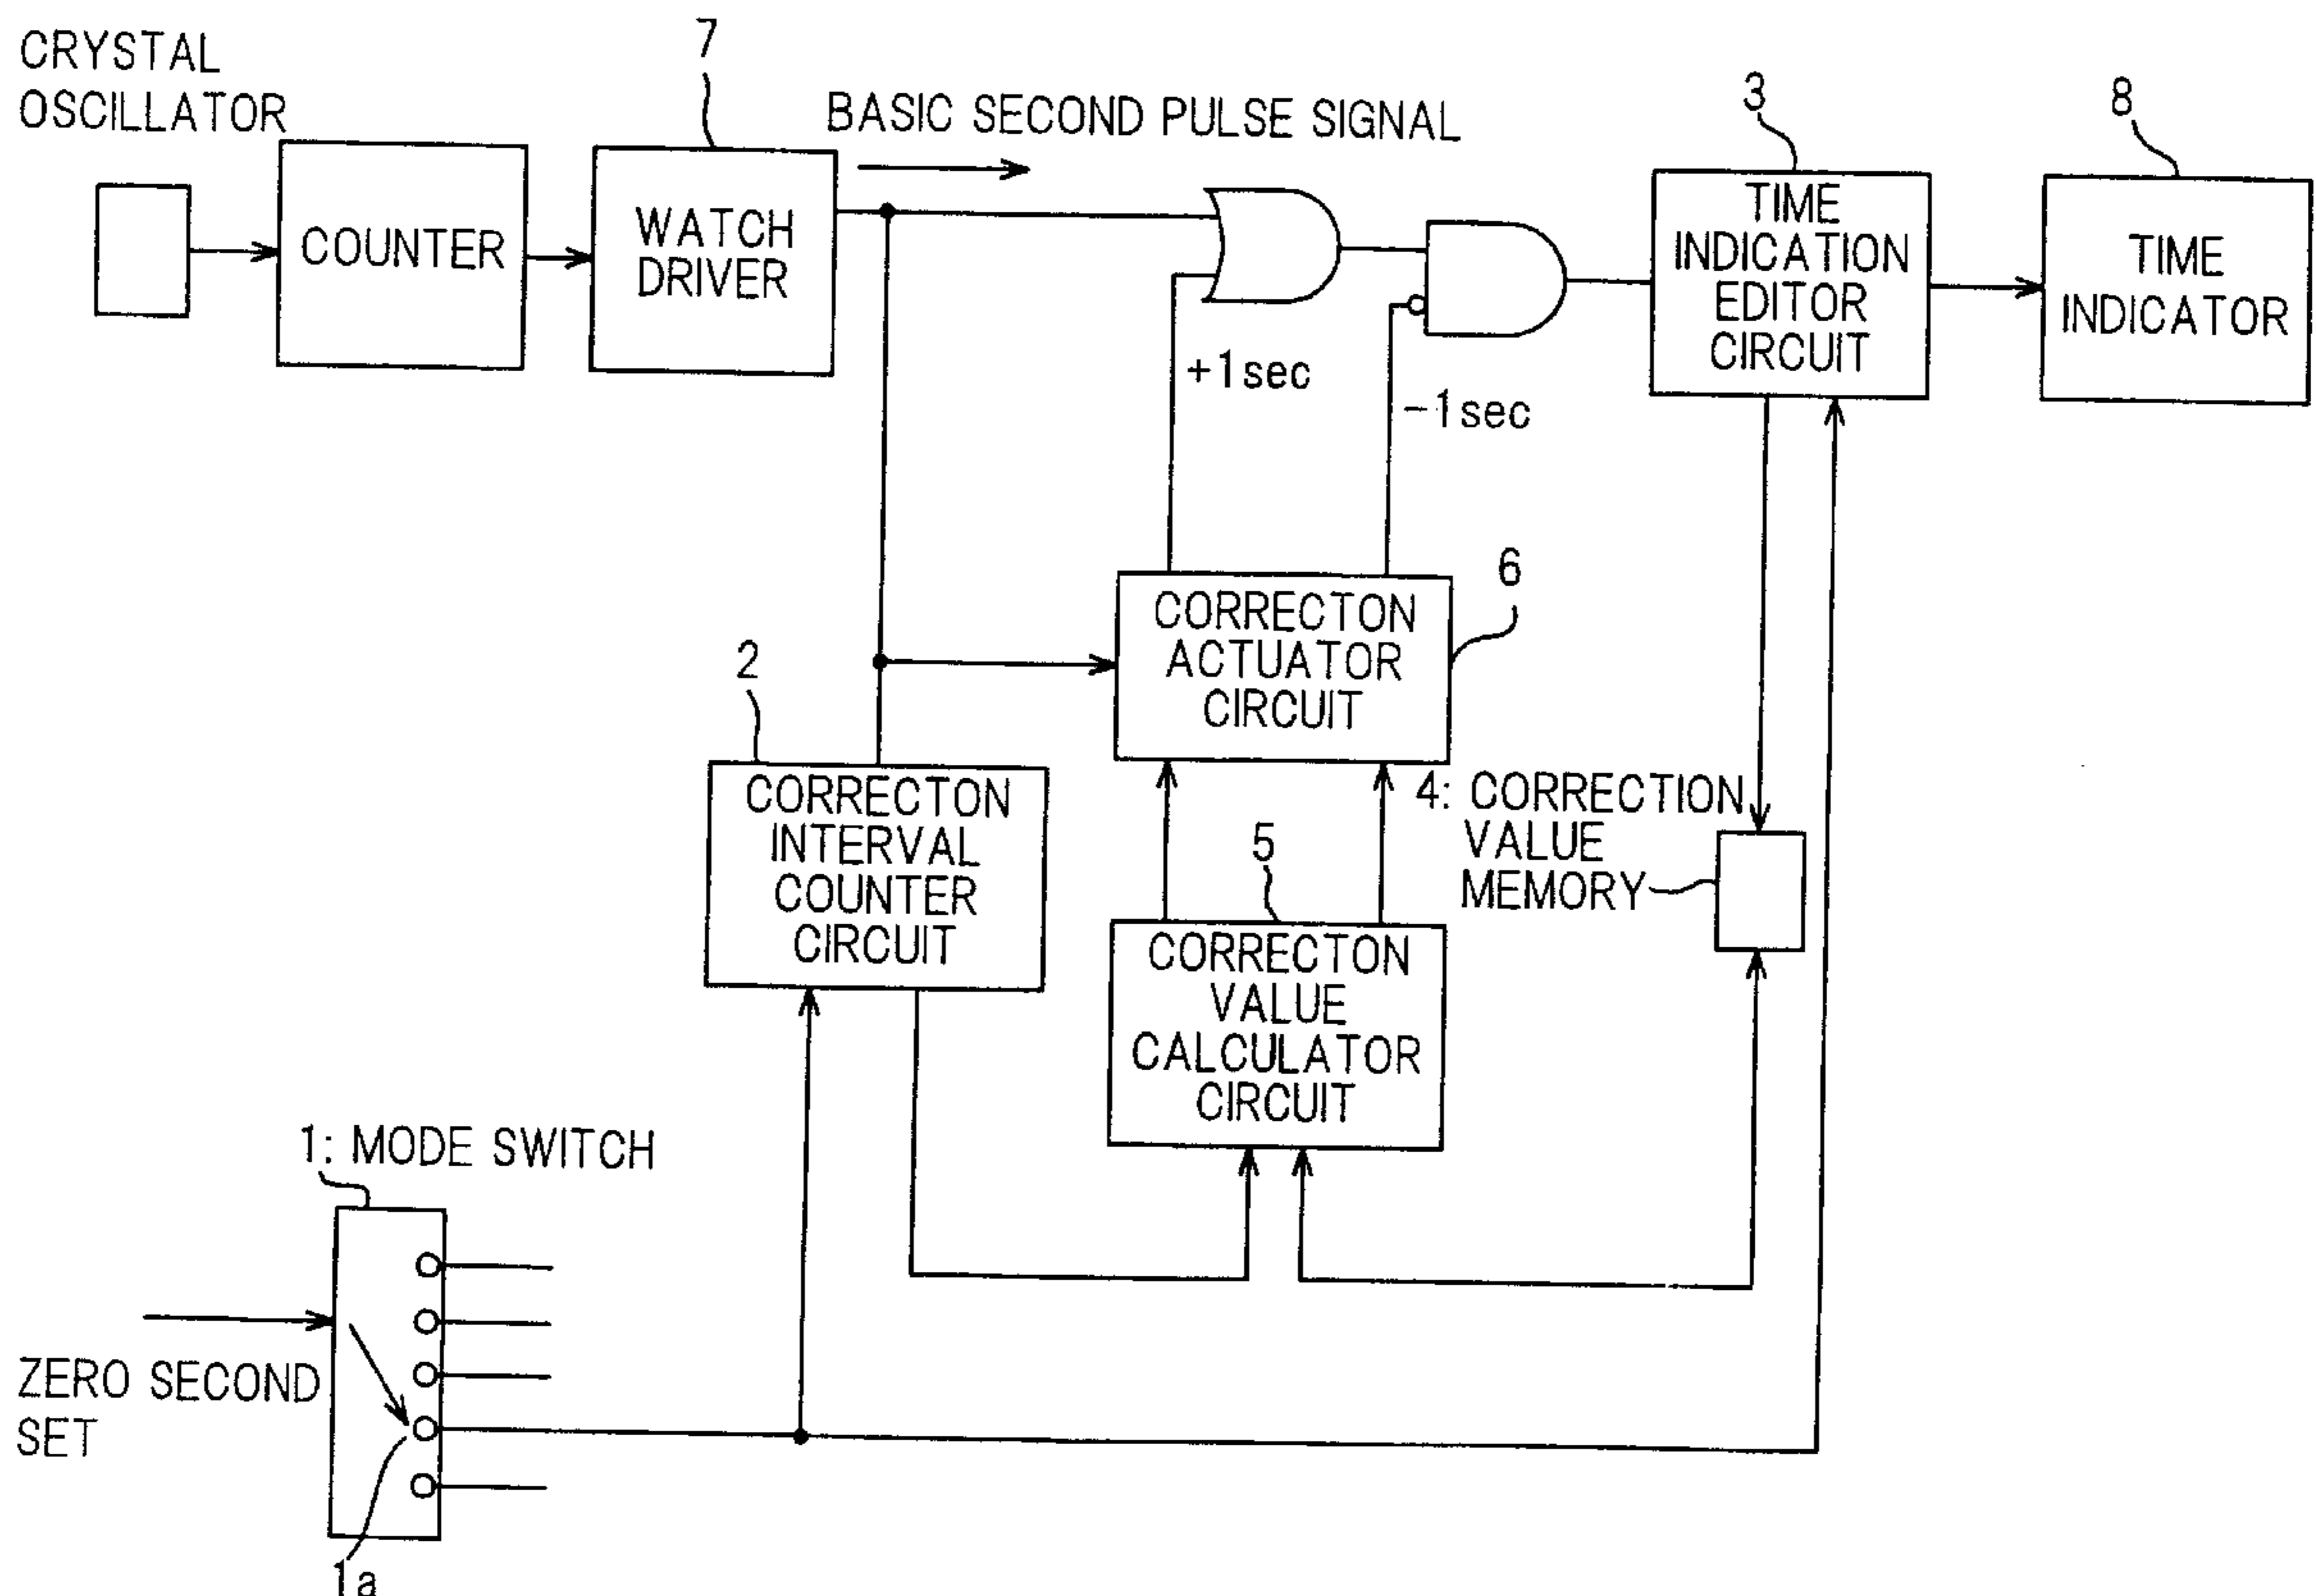 CRYSTAL
OSCILLATOR
COUNTER
7
WATCH
DRIVER
BASIC SECOND PULSE SIGNAL
3
TIME
INDICATION
EDITOR
CIRCUIT
8
TIME
INDICATOR
+1sec
-1sec
6
CORRECTON
ACTUATOR
CIRCUIT
2
CORRECTON
INTERVAL
COUNTER
CIRCUIT
5
CORRECTON
VALUE
CALCULATOR
CIRCUIT
4: CORRECTION
VALUE
MEMORY
1: MODE SWITCH
ZERO SECOND
SET
1a